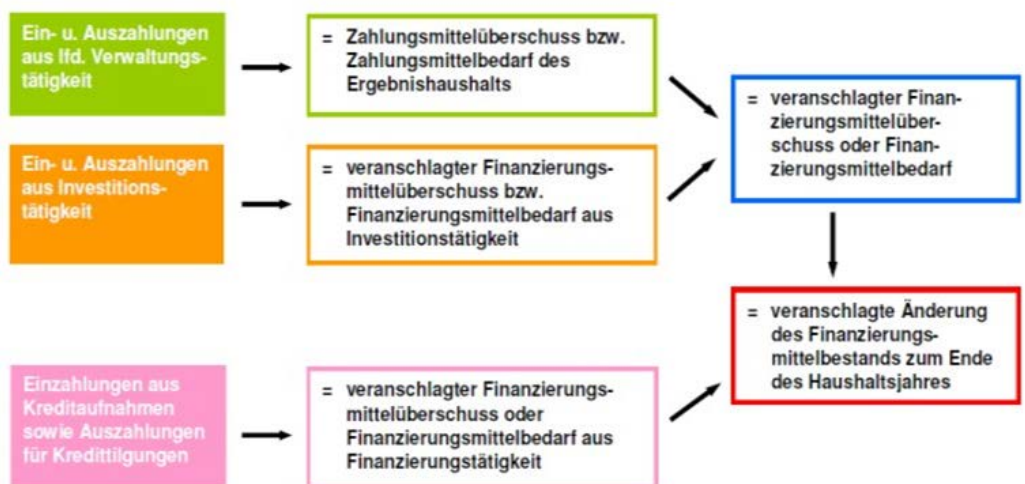 Ein- u. Auszahlungen
aus lfd. Verwaltungs-
tätigkeit
= Zahlungsmittelüberschuss bzw.
Zahlungsmittelbedarf des
Ergebnishaushalts
Ein- u. Auszahlungen
aus Investitions-
tätigkeit
= veranschlagter Finanzierungs-
mittelüberschuss bzw.
Finanzierungsmittelbedarf aus
Investitionstätigkeit
= veranschlagter Finan-
zierungsmittelüber-
schuss oder Finan-
zierungsmittelbedarf
Einzahlungen aus
Kreditaufnahmen
sowie Auszahlungen
für Kredittilgungen
= veranschlagter Finanzierungs-
mittelüberschuss oder
Finanzierungsmittelbedarf aus
Finanzierungstätigkeit
= veranschlagte Änderung
des Finanzierungs-
mittelbestands zum Ende
des Haushaltsjahres